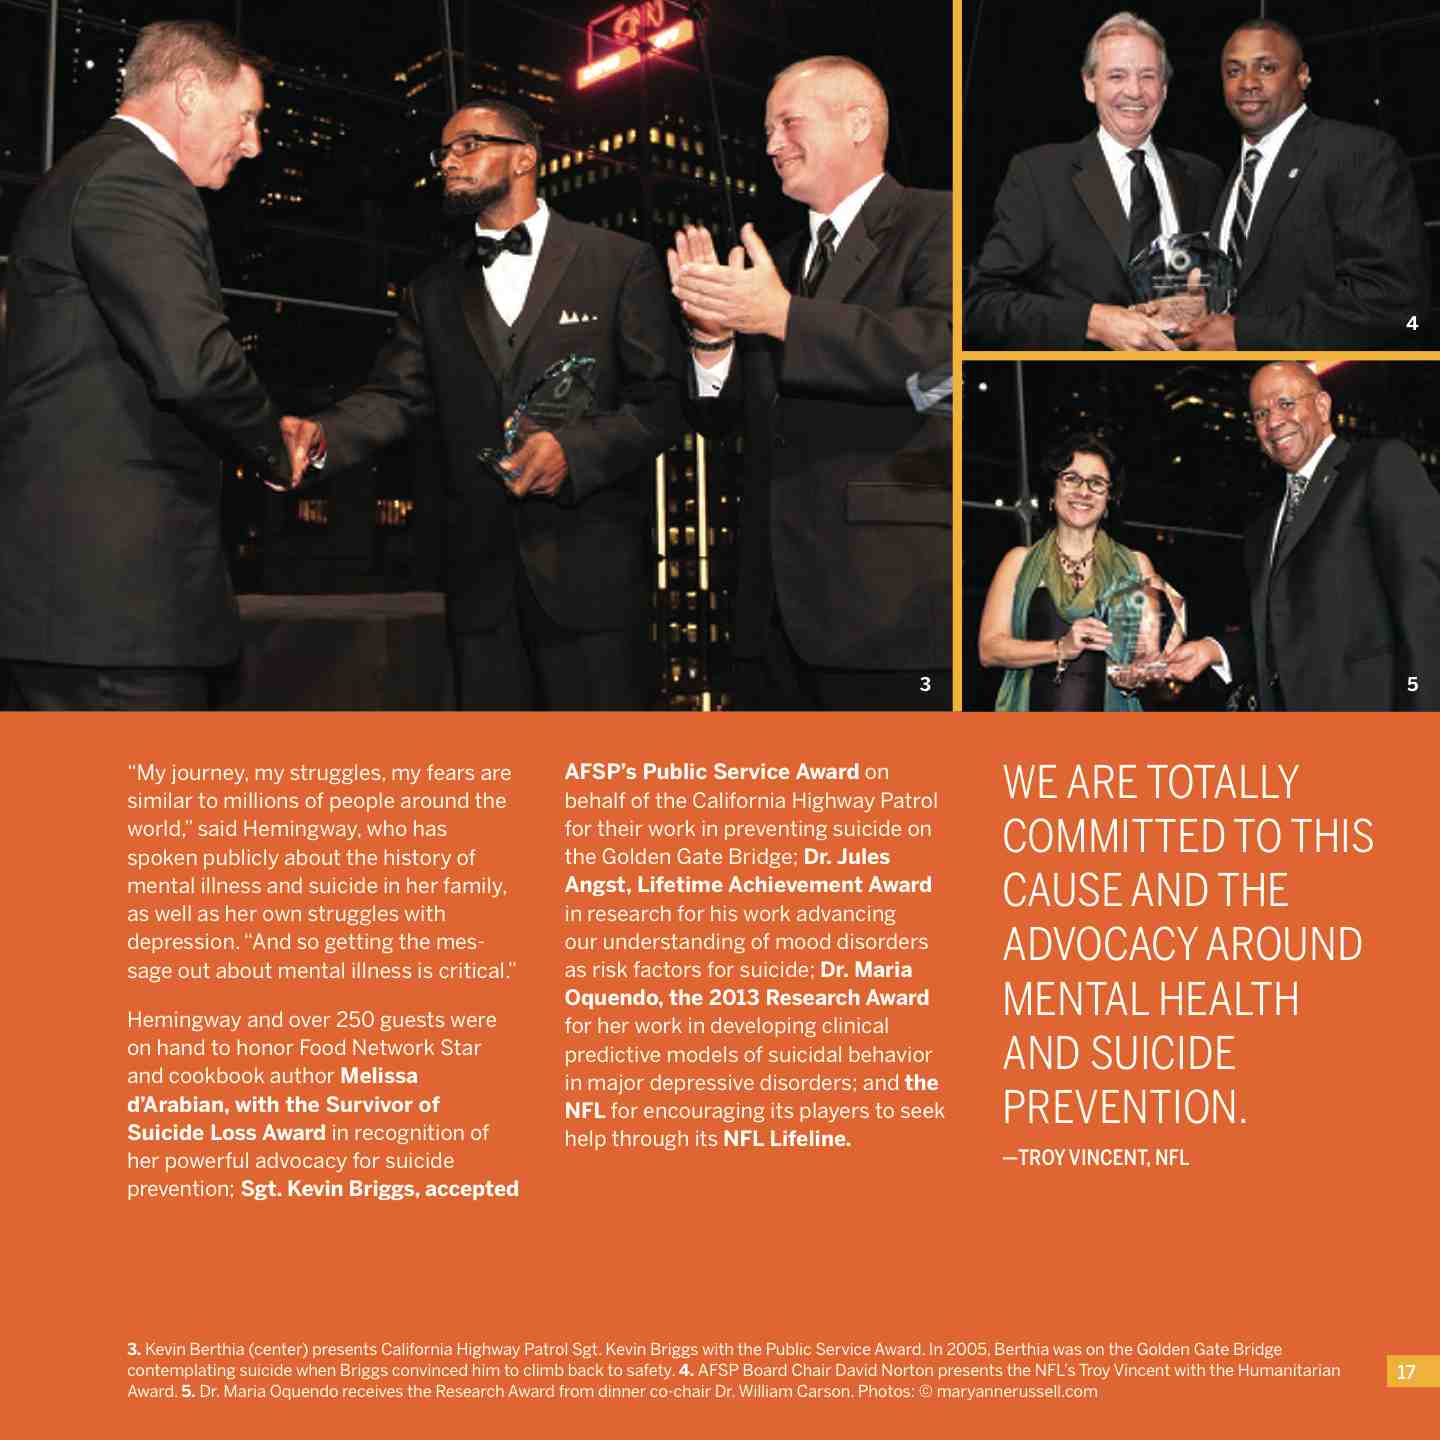 3
4
5
“My journey, my struggles, my fears are
similar to millions of people around the
world,” said Hemingway, who has
spoken publicly about the history of
mental illness and suicide in her family,
as well as her own struggles with
depression. “And so getting the mes-
sage out about mental illness is critical.”
Hemingway and over 250 guests were
on hand to honor Food Network Star
and cookbook author Melissa
d’Arabian, with the Survivor of
Suicide Loss Award in recognition of
her powerful advocacy for suicide
prevention; Sgt. Kevin Briggs, accepted
AFSP’s Public Service Award on
behalf of the California Highway Patrol
for their work in preventing suicide on
the Golden Gate Bridge; Dr. Jules
Angst, Lifetime Achievement Award
in research for his work advancing
our understanding of mood disorders
as risk factors for suicide; Dr. Maria
Oquendo, the 2013 Research Award
for her work in developing clinical
predictive models of suicidal behavior
in major depressive disorders; and the
NFL for encouraging its players to seek
help through its NFL Lifeline.
WE ARE TOTALLY
COMMITTED TO THIS
CAUSE AND THE
ADVOCACY AROUND
MENTAL HEALTH
AND SUICIDE
PREVENTION.
—TROY VINCENT, NFL
3. Kevin Berthia (center) presents California Highway Patrol Sgt. Kevin Briggs with the Public Service Award. In 2005, Berthia was on the Golden Gate Bridge
contemplating suicide when Briggs convinced him to climb back to safety. 4. AFSP Board Chair David Norton presents the NFL’s Troy Vincent with the Humanitarian
Award. 5. Dr. Maria Oquendo receives the Research Award from dinner co-chair Dr. William Carson. Photos: © maryannerussell.com
17